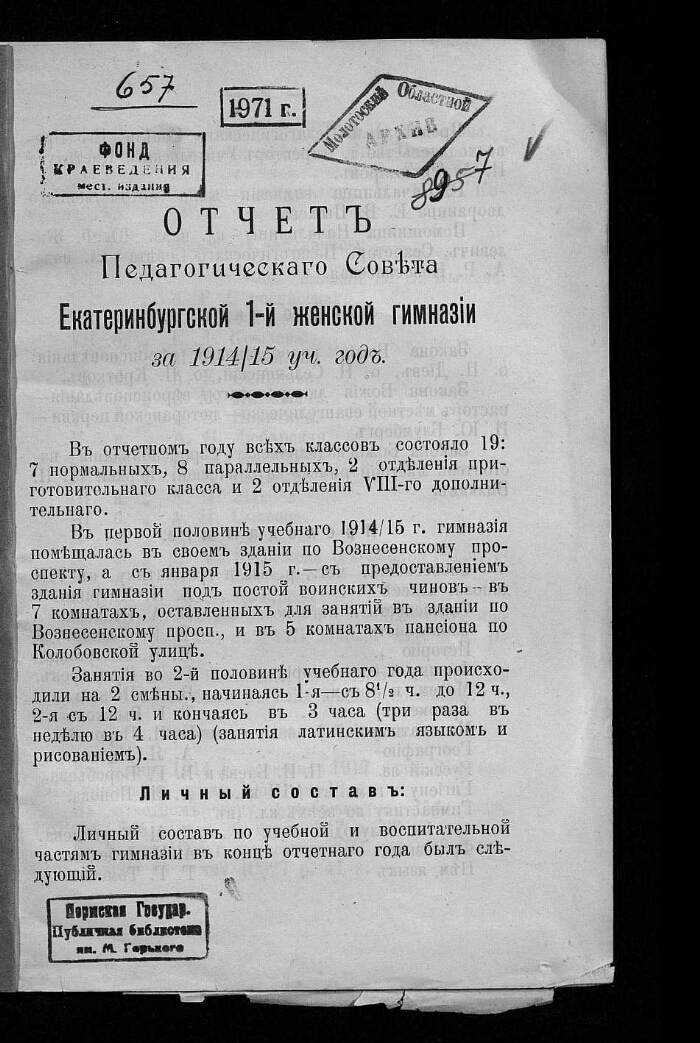 657
1971 г.
Молотовский Областной
АРХИВ
8957
ФОНД
КРАЕВЕДЕНИЯ
мест. издания
ОТЧЕТЪ
Педагогическаго Совѣта
Екатеринбургской 1-й женской гимназіи
за 1914/15 уч. годъ.
Въ отчетном году всѣхъ классовъ состояло 19:
7 нормальныхъ, 8 параллельныхъ, 2 отдѣленія при-
готовительнаго класса и 2 отдѣленія VIII-го дополни-
тельнаго.
Въ первой половинѣ учебнаго 1914/15 г. гимназія
помѣщалась въ своемъ зданіи по Вознесенскому про-
спекту, а съ января 1915 г.—съ предоставленіемъ
зданія гимназіи подъ постой воинскихъ чиновъ—въ
7 комнатахъ, оставленныхъ для занятій въ зданіи по
Вознесенскому просп., и въ 5 комнатахъ пансіона по
Колобовской улицѣ.
Занятія во 2-й половинѣ учебнаго года происхо-
дили на 2 смѣны., начинаясь 1-я—съ 8½ ч. до 12 ч.,
2-я съ 12 ч. и кончаясь въ 3 часа (три раза въ
недѣлю въ 4 часа) (занятія латинскимъ языкомъ и
рисованіемъ).
Личный составъ:
Личный составъ по учебной и воспитательной
частямъ гимназіи въ концѣ отчетнаго года былъ слѣ-
дующій.
Пермская Государ.
Публичная библиотека
им. М. Горького